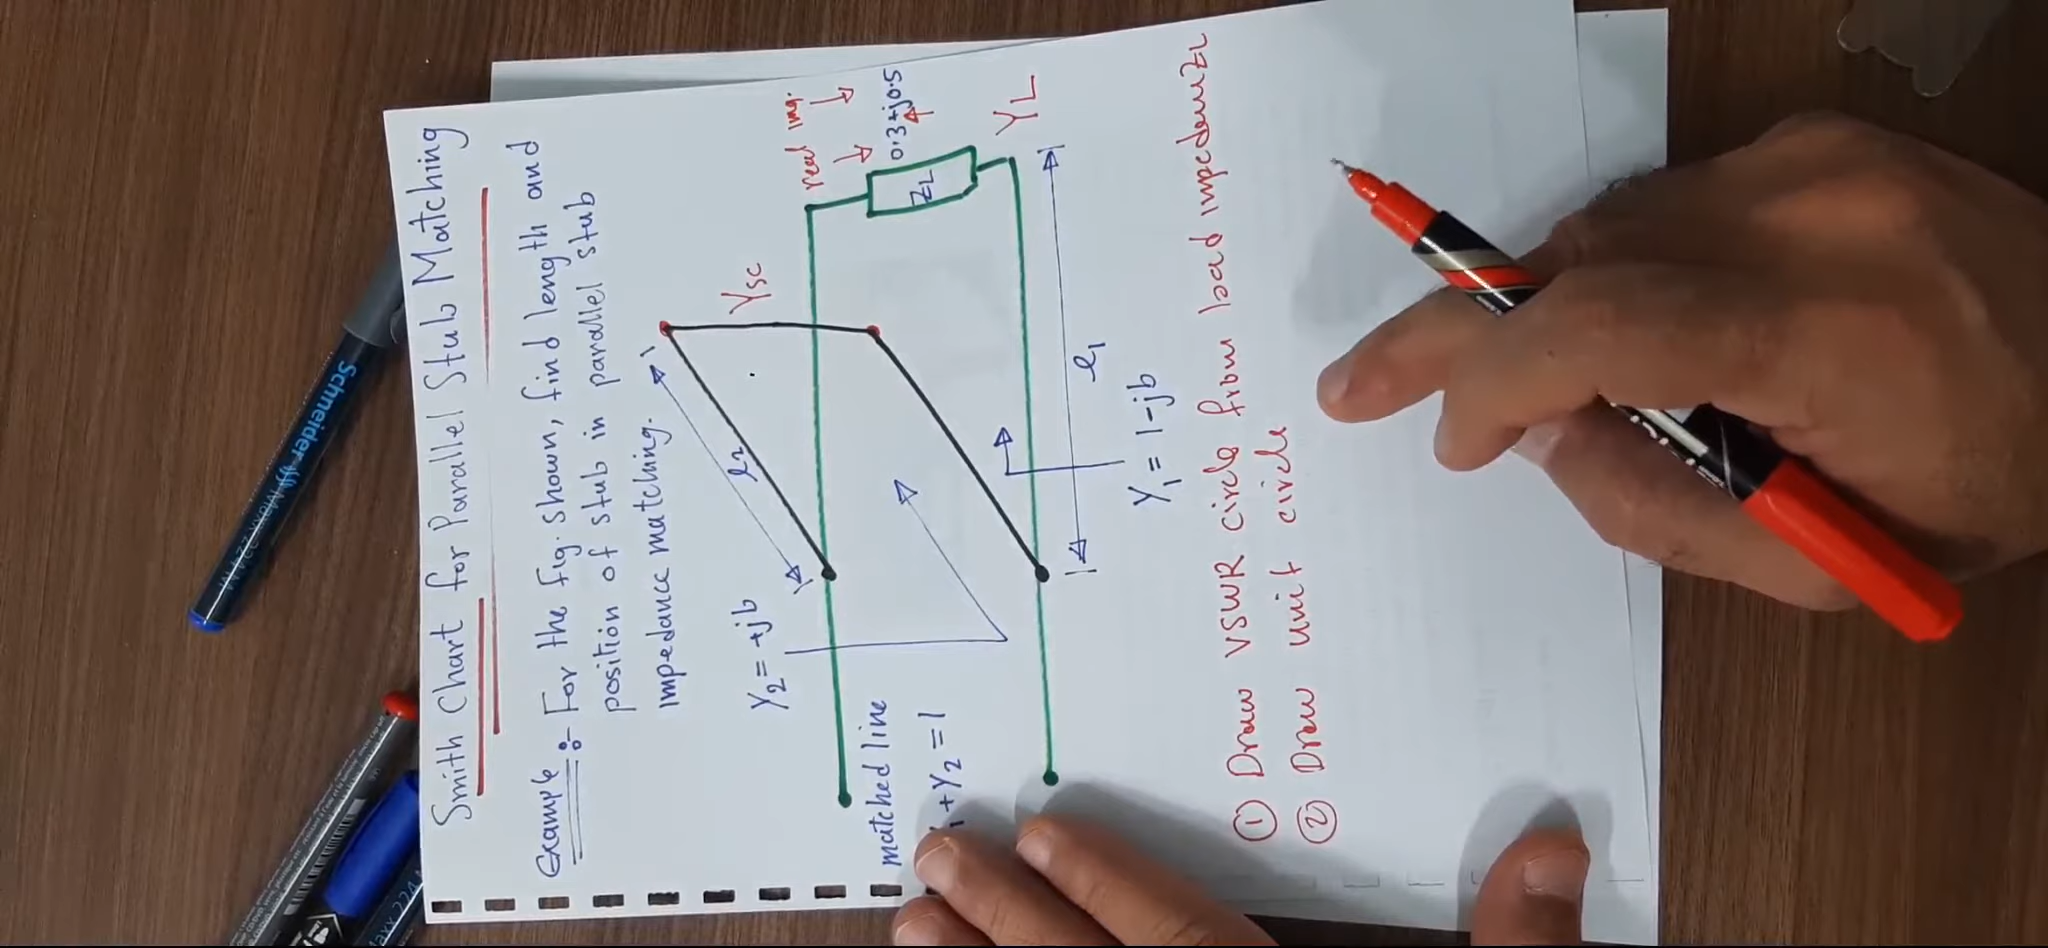 Smith Chart for Parallel Stub Matching
Example :- For the fig. shown, find length and
position of stub in parallel stub
impedance matching.
Ysc
real img.
0.3+j0.5
ZL
YL
l2
l1
Y2 = +jb
Y1 = 1-jb
matched line
+Y2 = 1
① Draw VSWR circle from load impedance ZL
② Draw unit circle
Schneider
Maxx 224 M